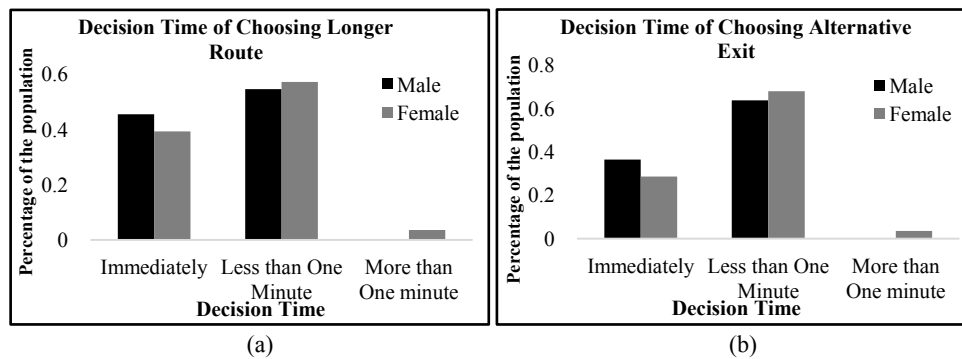 Decision Time of Choosing Longer
Route
Percentage of the population
0.6
0.4
0.2
0
Male
Female
Immediately
Less than One
Minute
More than
One minute
Decision Time
(a)
Decision Time of Choosing Alternative
Exit
Percentage of the population
0.8
0.6
0.4
0.2
0
Male
Female
Immediately
Less than One
Minute
More than
One minute
Decision Time
(b)